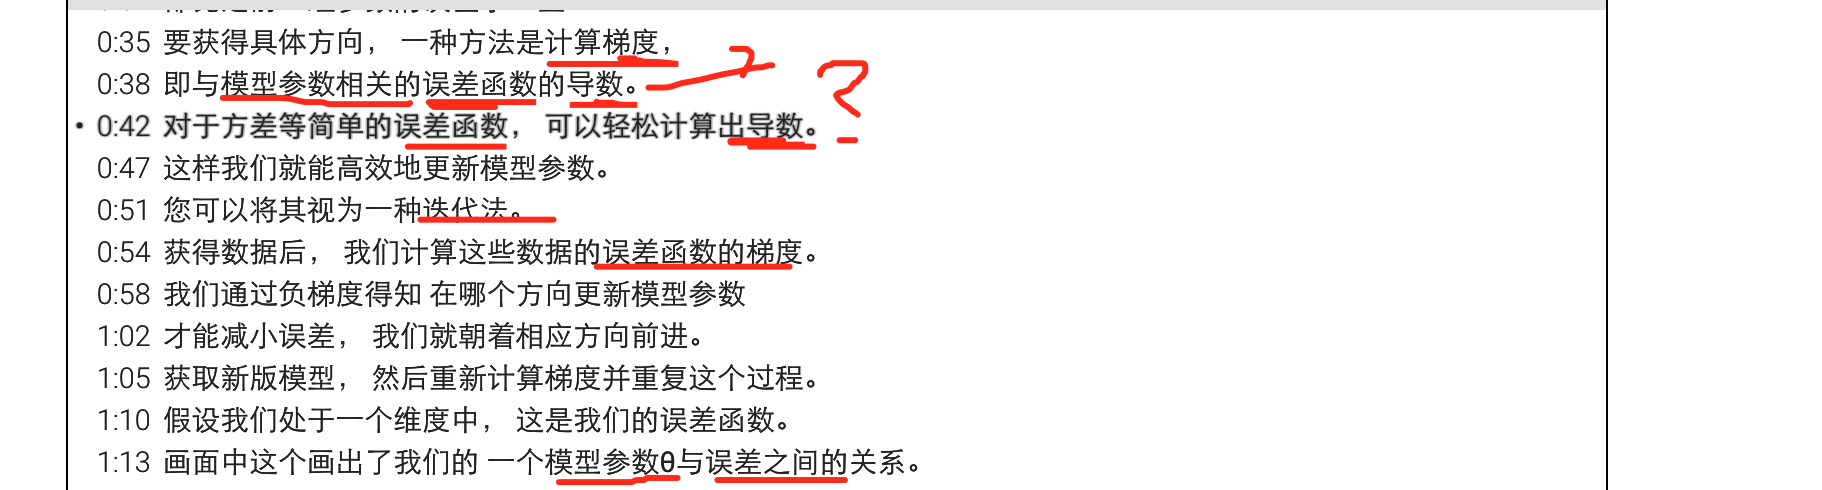 0:35 要获得具体方向， 一种方法是计算梯度，
0:38 即与模型参数相关的误差函数的导数。 ?
• 0:42 对于方差等简单的误差函数， 可以轻松计算出导数。
0:47 这样我们就能高效地更新模型参数。
0:51 您可以将其视为一种迭代法。
0:54 获得数据后， 我们计算这些数据的误差函数的梯度。
0:58 我们通过负梯度得知 在哪个方向更新模型参数
1:02 才能减小误差， 我们就朝着相应方向前进。
1:05 获取新版模型， 然后重新计算梯度并重复这个过程。
1:10 假设我们处于一个维度中， 这是我们的误差函数。
1:13 画面中这个画出了我们的 一个模型参数θ与误差之间的关系。